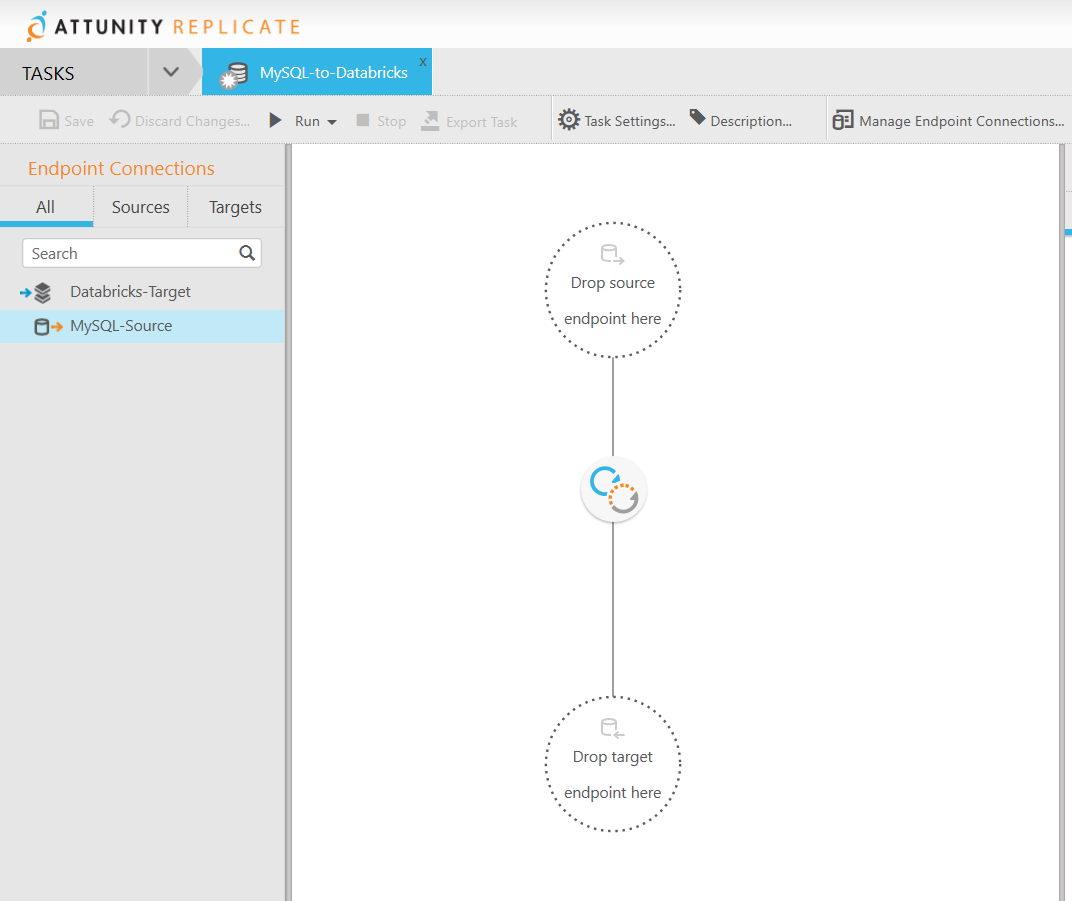 ATTUNITY REPLICATE
TASKS
MySQL-to-Databricks x
Save Discard Changes... Run Stop Export Task Task Settings... Description... Manage Endpoint Connections...
Endpoint Connections
All Sources Targets
Search
Databricks-Target
MySQL-Source
Drop source
endpoint here
Drop target
endpoint here